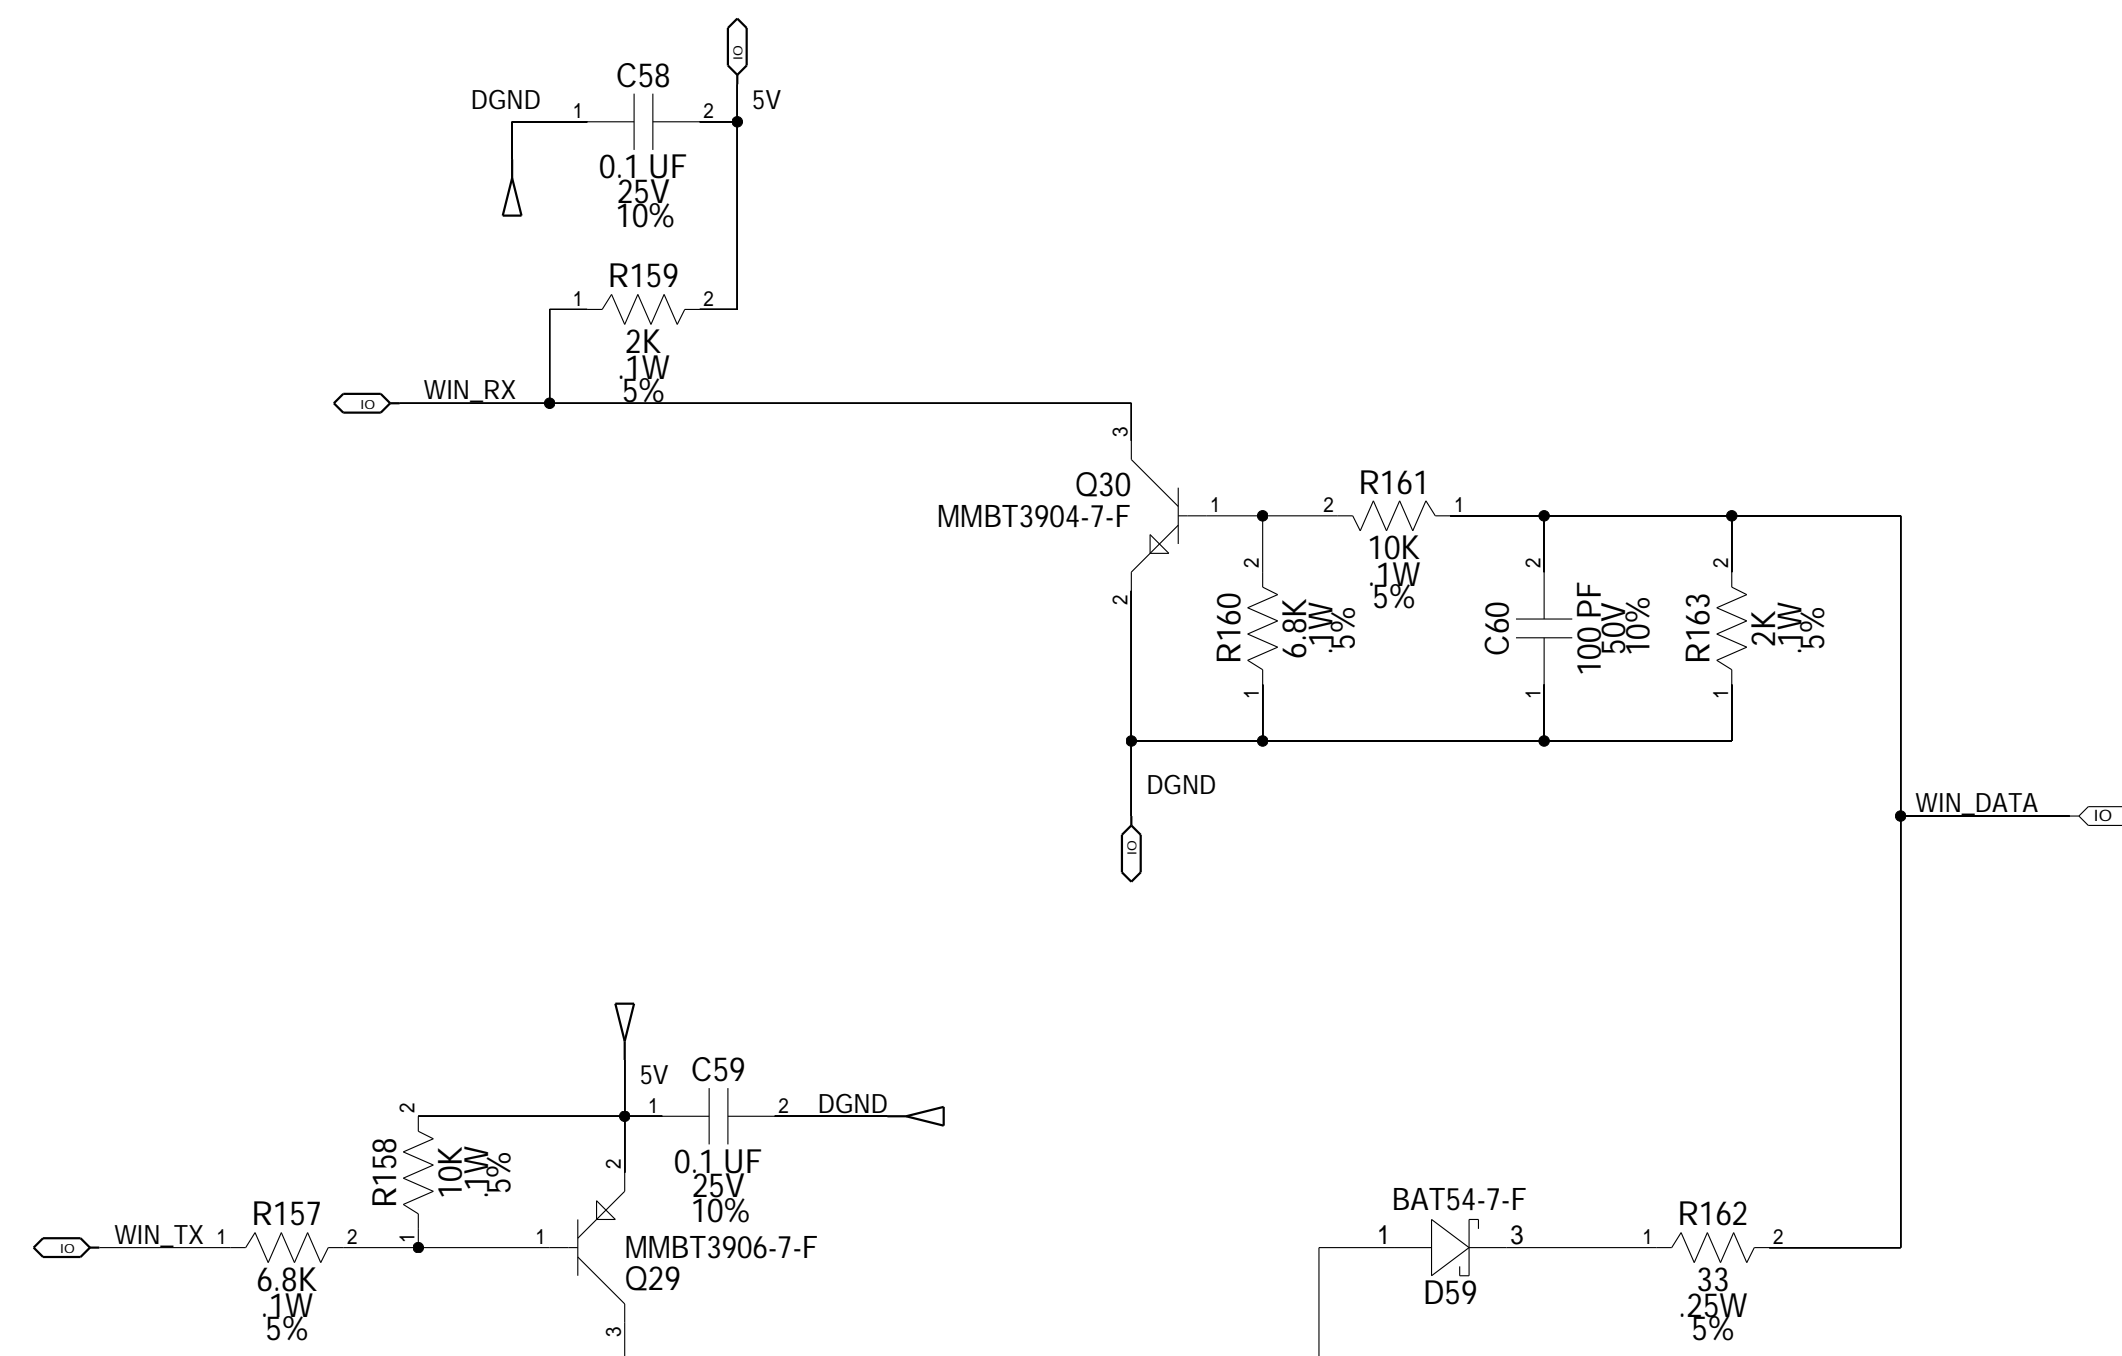 IO
C58
DGND
1
2
5V
0.1 UF
25V
10%
R159
1
2
2K
.1W
5%
IO
WIN_RX
3
Q30
MMBT3904-7-F
2
1
R161
2
1
10K
.1W
5%
2
R160
6.8K
.1W
5%
1
2
C60
100 PF
50V
10%
1
2
R163
2K
.1W
5%
1
DGND
IO
WIN_DATA
IO
5V
C59
1
2
DGND
0.1 UF
25V
10%
2
R158
10K
.1W
5%
1
IO
WIN_TX
R157
1
2
6.8K
.1W
5%
1
2
MMBT3906-7-F
Q29
3
BAT54-7-F
1
3
D59
R162
1
2
33
.25W
5%